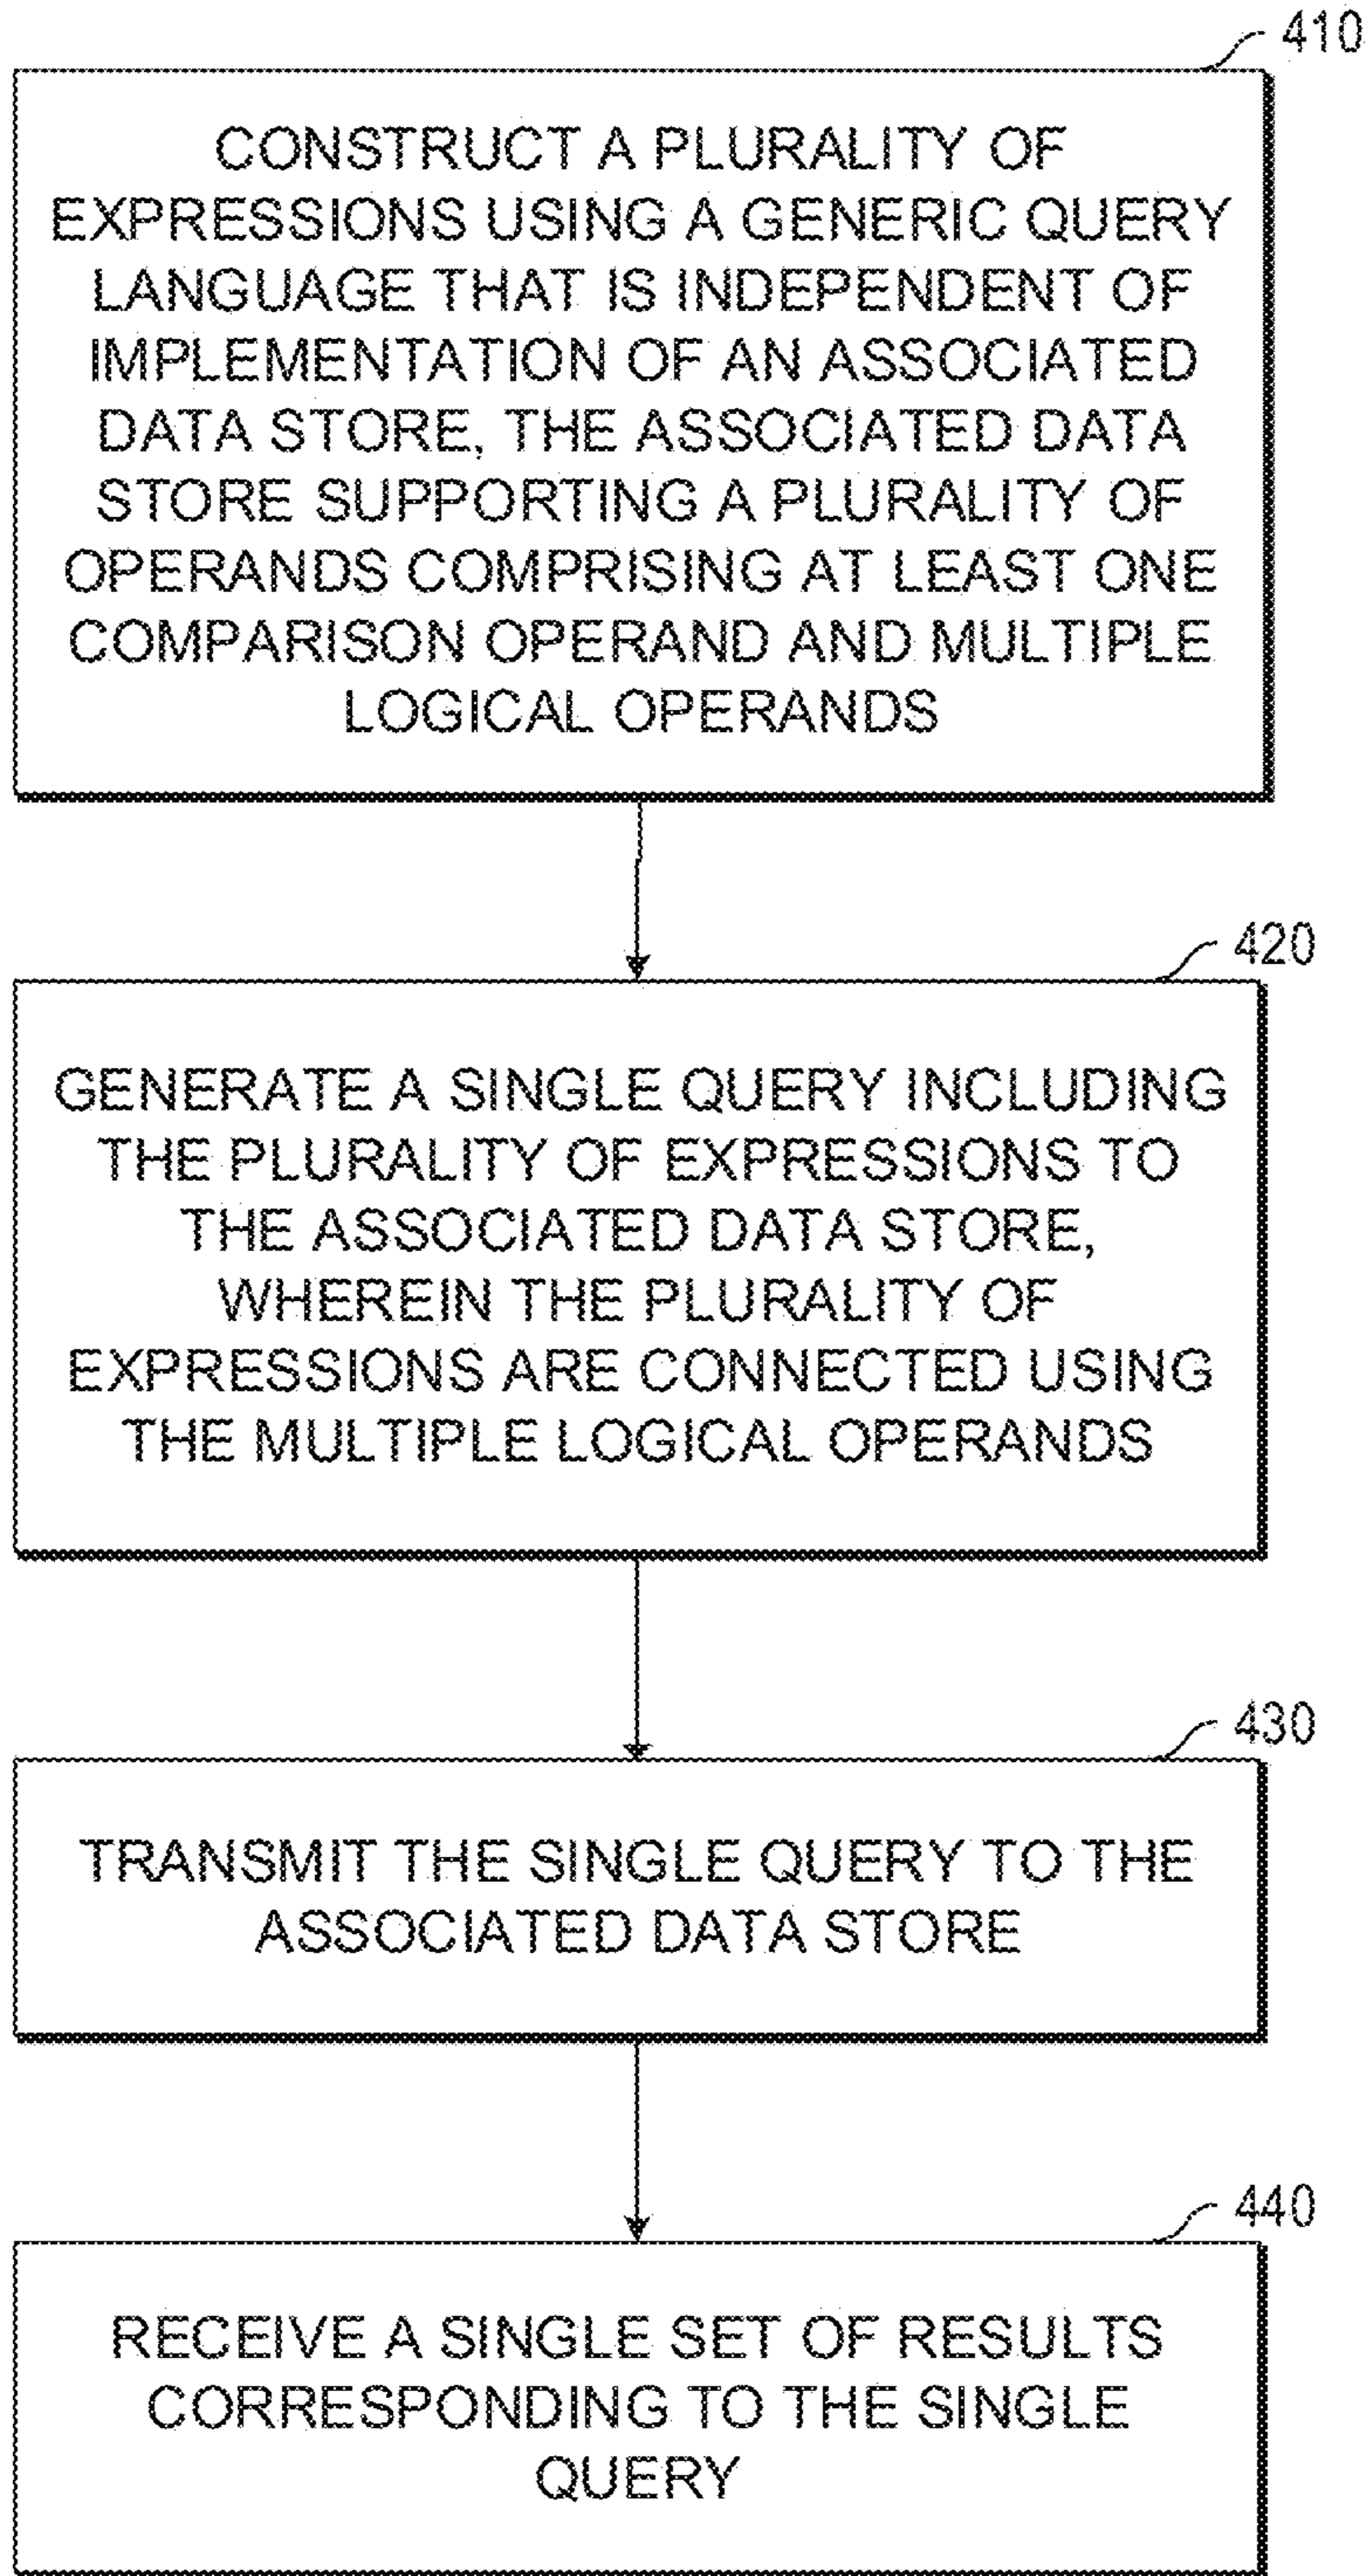 410
CONSTRUCT A PLURALITY OF
EXPRESSIONS USING A GENERIC QUERY
LANGUAGE THAT IS INDEPENDENT OF
IMPLEMENTATION OF AN ASSOCIATED
DATA STORE, THE ASSOCIATED DATA
STORE SUPPORTING A PLURALITY OF
OPERANDS COMPRISING AT LEAST ONE
COMPARISON OPERAND AND MULTIPLE
LOGICAL OPERANDS
420
GENERATE A SINGLE QUERY INCLUDING
THE PLURALITY OF EXPRESSIONS TO
THE ASSOCIATED DATA STORE,
WHEREIN THE PLURALITY OF
EXPRESSIONS ARE CONNECTED USING
THE MULTIPLE LOGICAL OPERANDS
430
TRANSMIT THE SINGLE QUERY TO THE
ASSOCIATED DATA STORE
440
RECEIVE A SINGLE SET OF RESULTS
CORRESPONDING TO THE SINGLE
QUERY